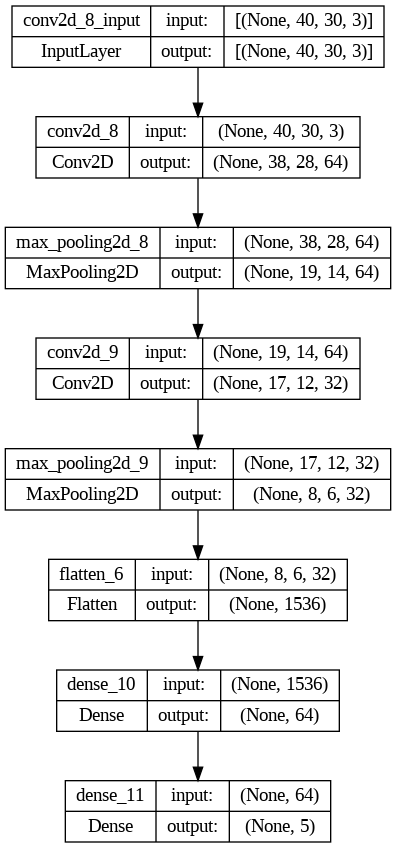 conv2d_8_input input: [(None, 40, 30, 3)]
InputLayer output: [(None, 40, 30, 3)]
conv2d_8 input: (None, 40, 30, 3)
Conv2D output: (None, 38, 28, 64)
max_pooling2d_8 input: (None, 38, 28, 64)
MaxPooling2D output: (None, 19, 14, 64)
conv2d_9 input: (None, 19, 14, 64)
Conv2D output: (None, 17, 12, 32)
max_pooling2d_9 input: (None, 17, 12, 32)
MaxPooling2D output: (None, 8, 6, 32)
flatten_6 input: (None, 8, 6, 32)
Flatten output: (None, 1536)
dense_10 input: (None, 1536)
Dense output: (None, 64)
dense_11 input: (None, 64)
Dense output: (None, 5)